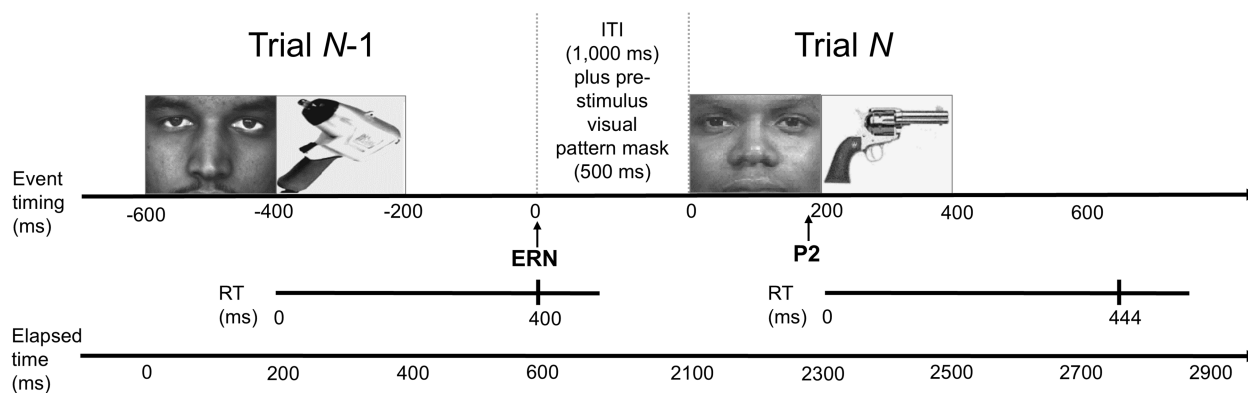 Trial N-1
ITI
(1,000 ms)
plus pre-
stimulus
visual
pattern mask
(500 ms)
Trial N
Event
timing
(ms)
-600 -400 -200 0 0 200 400 600
ERN
P2
RT
(ms) 0 400
RT
(ms) 0 444
Elapsed
time
(ms)
0 200 400 600 2100 2300 2500 2700 2900